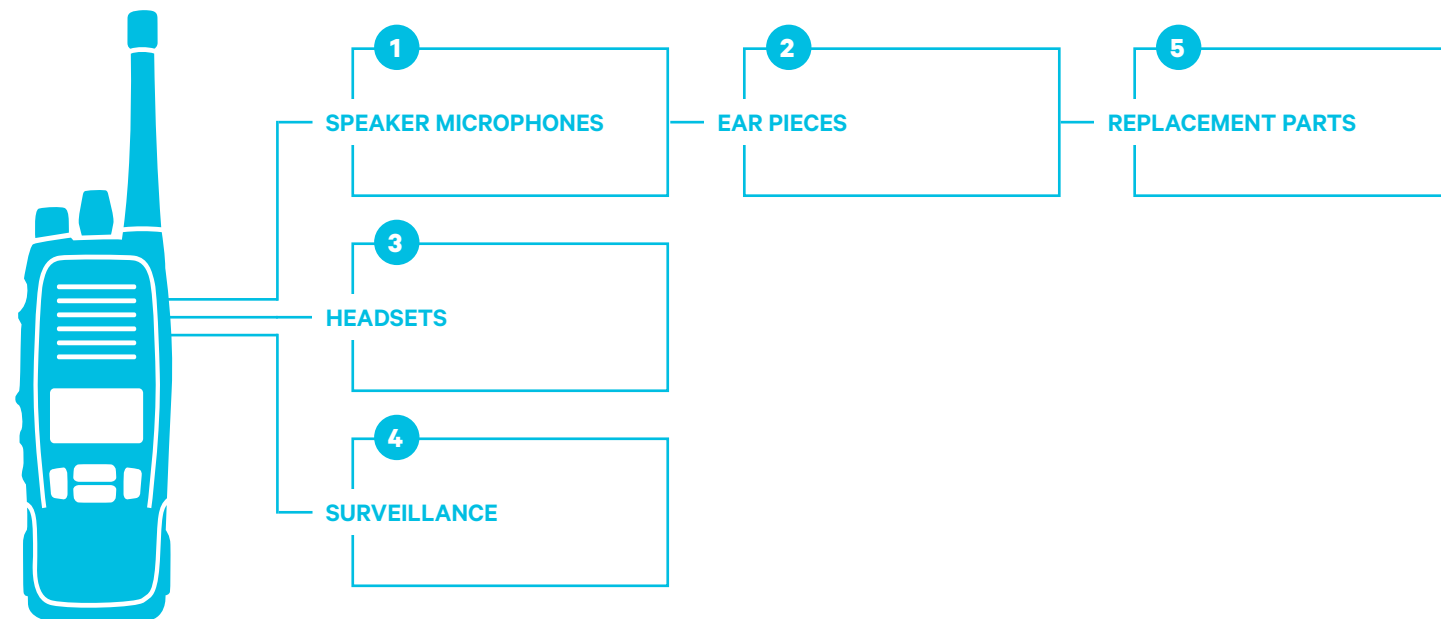 1
SPEAKER MICROPHONES
2
EAR PIECES
5
REPLACEMENT PARTS
3
HEADSETS
4
SURVEILLANCE